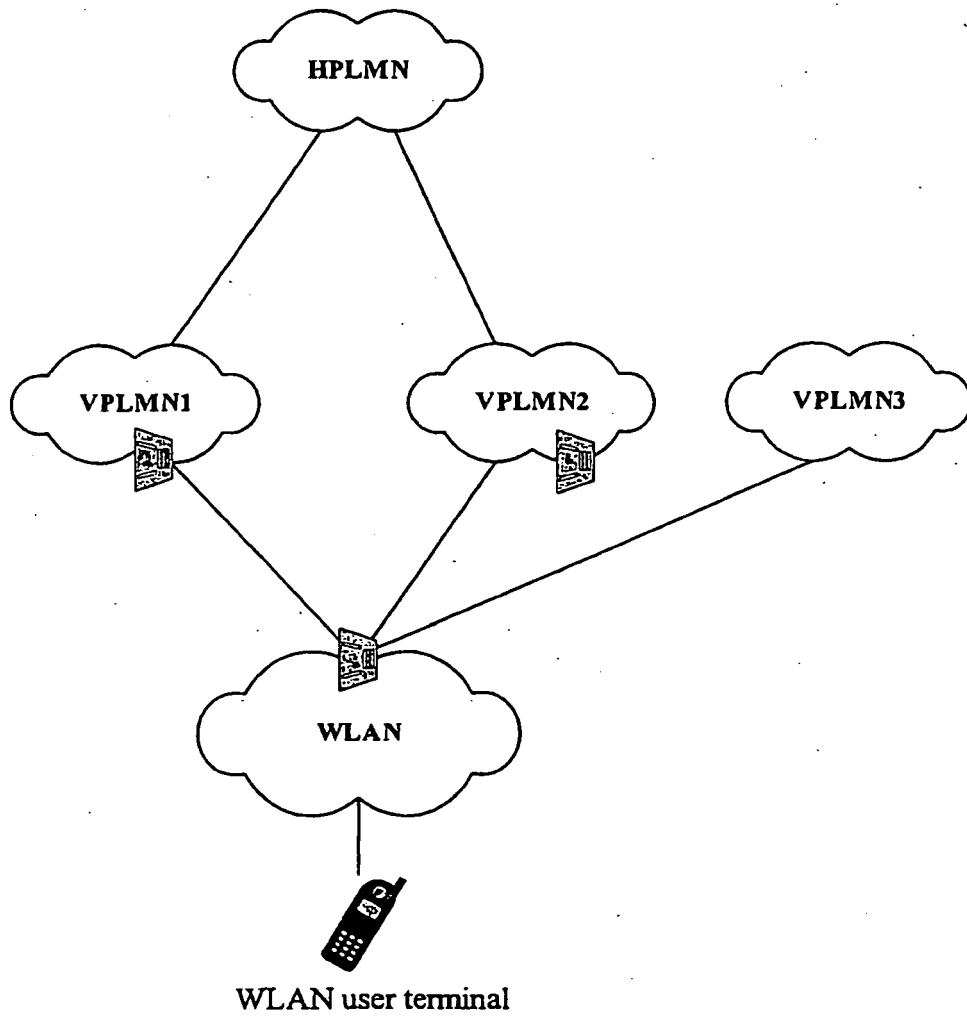 HPLMN
VPLMN1
VPLMN2
VPLMN3
WLAN
WLAN user terminal